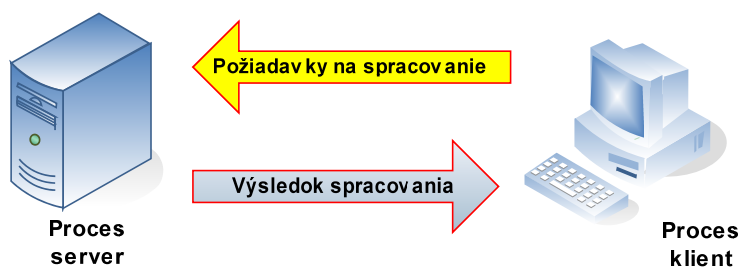 Požiadavky na spracovanie
Výsledok spracovania
Proces
server
Proces
klient